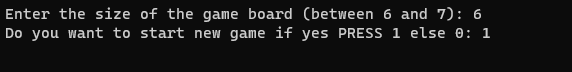 Enter the size of the game board (between 6 and 7): 6
Do you want to start new game if yes PRESS 1 else 0: 1